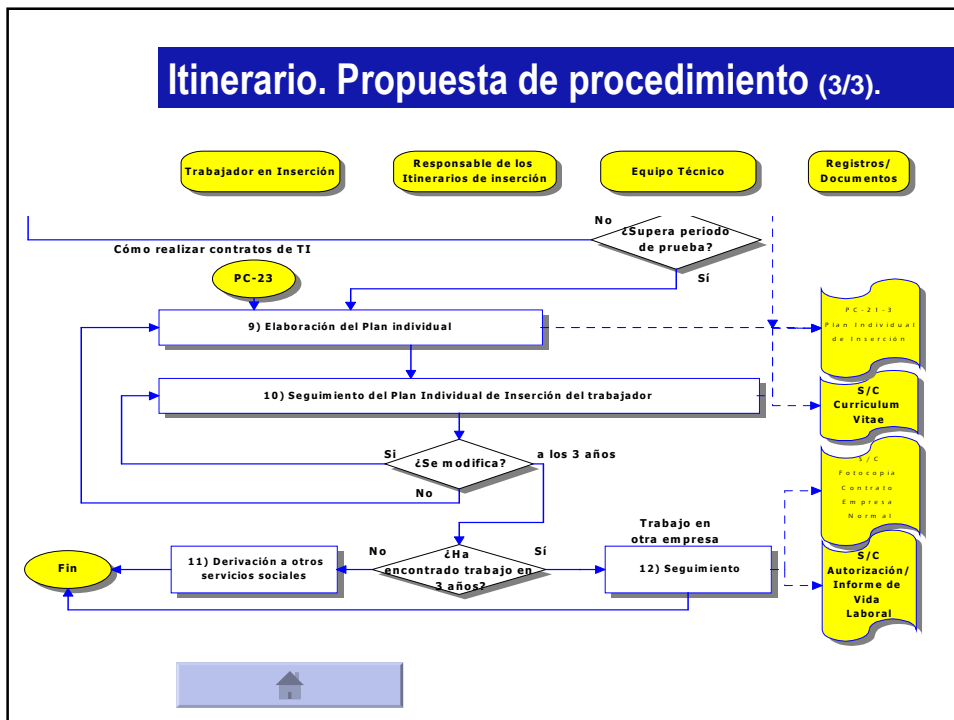 Itinerario. Propuesta de procedimiento (3/3).
Trabajador en Inserción
Responsable de los
Itinerarios de inserción
Equipo Técnico
Registros/
Documentos
No
¿Supera periodo
de prueba?
Cómo realizar contratos de TI
Sí
PC-23
9) Elaboración del Plan individual
PC-21-3
Plan Individual
de Inserción
10) Seguimiento del Plan Individual de Inserción del trabajador
S/C
Curriculum
Vitae
Si
¿Se modifica?
a los 3 años
No
S/C
Fotocopia
Contrato
Empresa
Normal
Trabajo en
otra empresa
Fin
11) Derivación a otros
servicios sociales
No
¿Ha
encontrado trabajo en
3 años?
Sí
12) Seguimiento
S/C
Autorización/
Informe de
Vida
Laboral